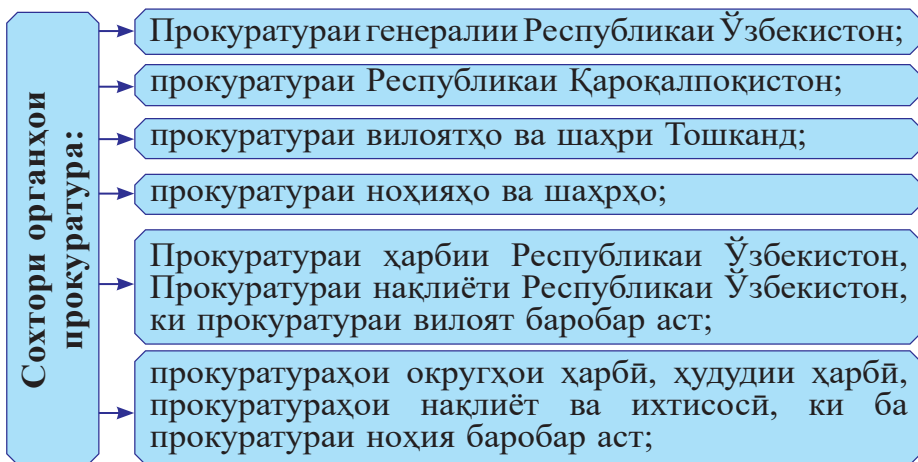 Сохтори органҳои
прокуратура:
Прокуратураи генералии Республикаи Ўзбекистон;
прокуратураи Республикаи Қароқалпоқистон;
прокуратураи вилоятҳо ва шаҳри Тошканд;
прокуратураи ноҳияҳо ва шаҳрҳо;
Прокуратураи ҳарбии Республикаи Ўзбекистон,
Прокуратураи нақлиёти Республикаи Ўзбекистон,
ки прокуратураи вилоят баробар аст;
прокуратураҳои округҳои ҳарбӣ, ҳудудии ҳарбӣ,
прокуратураҳои нақлиёт ва ихтисосӣ, ки ба
прокуратураи ноҳия баробар аст;